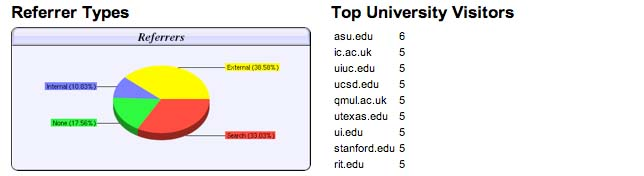 Referrer Types
Referrers
External (38.58%)
Internal (10.83%)
None (17.56%)
Search (33.03%)
Top University Visitors
asu.edu 6
ic.ac.uk 5
uiuc.edu 5
ucsd.edu 5
qmul.ac.uk 5
utexas.edu 5
ui.edu 5
stanford.edu 5
rit.edu 5